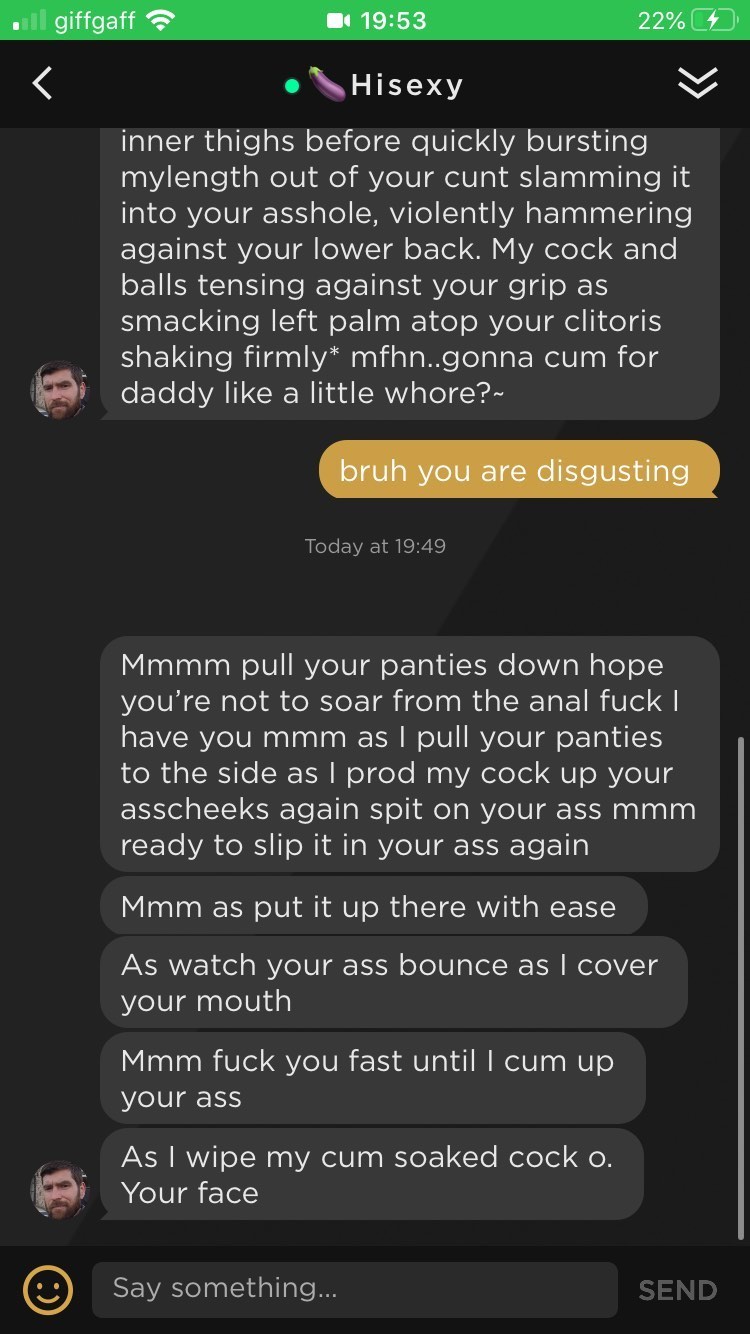 giffgaff 19:53 22%
Hisexy
inner thighs before quickly bursting
mylength out of your cunt slamming it
into your asshole, violently hammering
against your lower back. My cock and
balls tensing against your grip as
smacking left palm atop your clitoris
shaking firmly* mfhn..gonna cum for
daddy like a little whore?~
bruh you are disgusting
Today at 19:49
Mmmm pull your panties down hope
you’re not to soar from the anal fuck I
have you mmm as I pull your panties
to the side as I prod my cock up your
asscheeks again spit on your ass mmm
ready to slip it in your ass again
Mmm as put it up there with ease
As watch your ass bounce as I cover
your mouth
Mmm fuck you fast until I cum up
your ass
As I wipe my cum soaked cock o.
Your face
Say something...
SEND